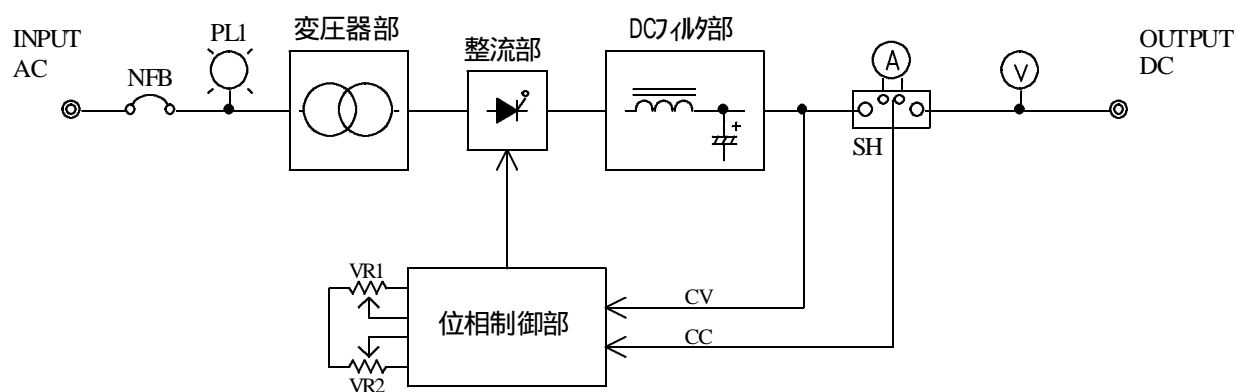 INPUT
AC
NFB
PL1
変圧器部
整流部
DCフィルタ部
A
V
OUTPUT
DC
SH
+
VR1
VR2
位相制御部
CV
CC